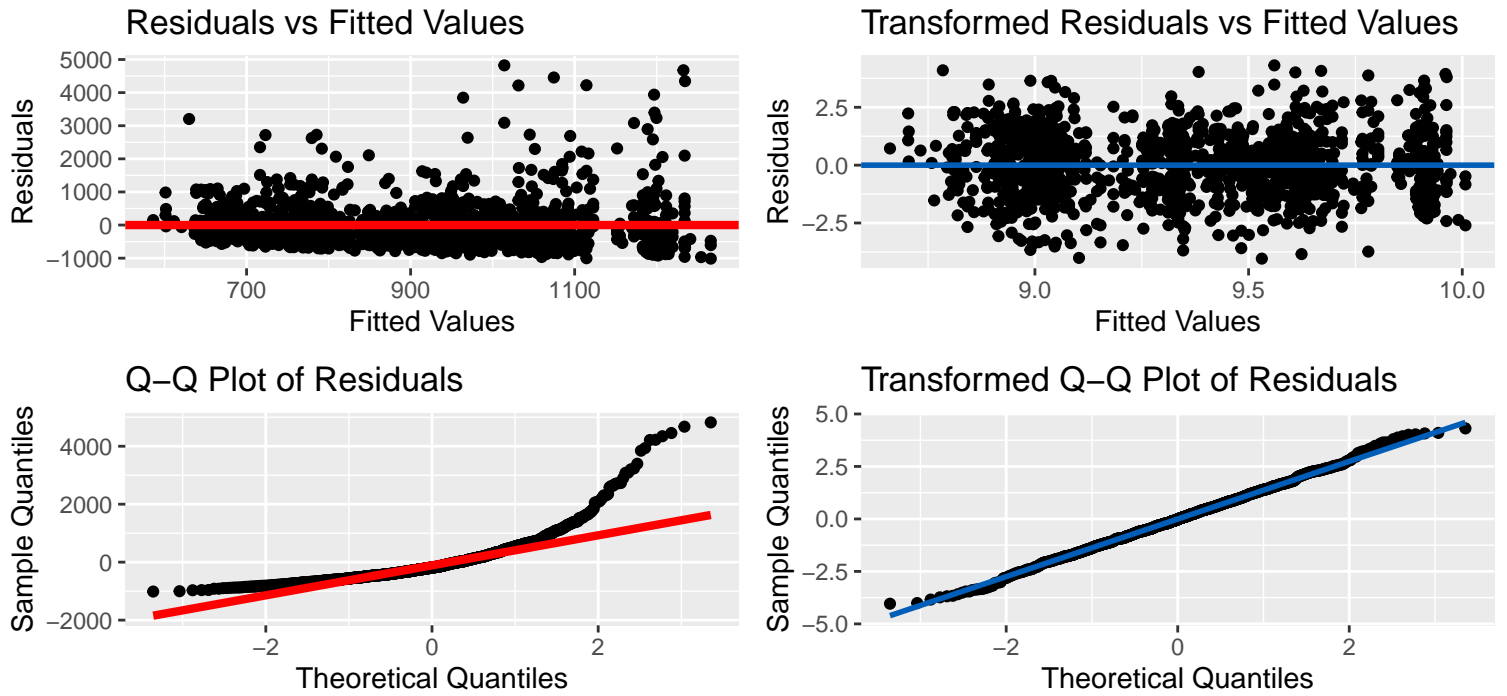 Residuals vs Fitted Values
5000
4000
3000
2000
1000
0
−1000
Residuals
700 900 1100
Fitted Values
Transformed Residuals vs Fitted Values
2.5
0.0
−2.5
Residuals
9.0 9.5 10.0
Fitted Values
Q−Q Plot of Residuals
4000
2000
0
−2000
Sample Quantiles
−2 0 2
Theoretical Quantiles
Transformed Q−Q Plot of Residuals
5.0
2.5
0.0
−2.5
−5.0
Sample Quantiles
−2 0 2
Theoretical Quantiles